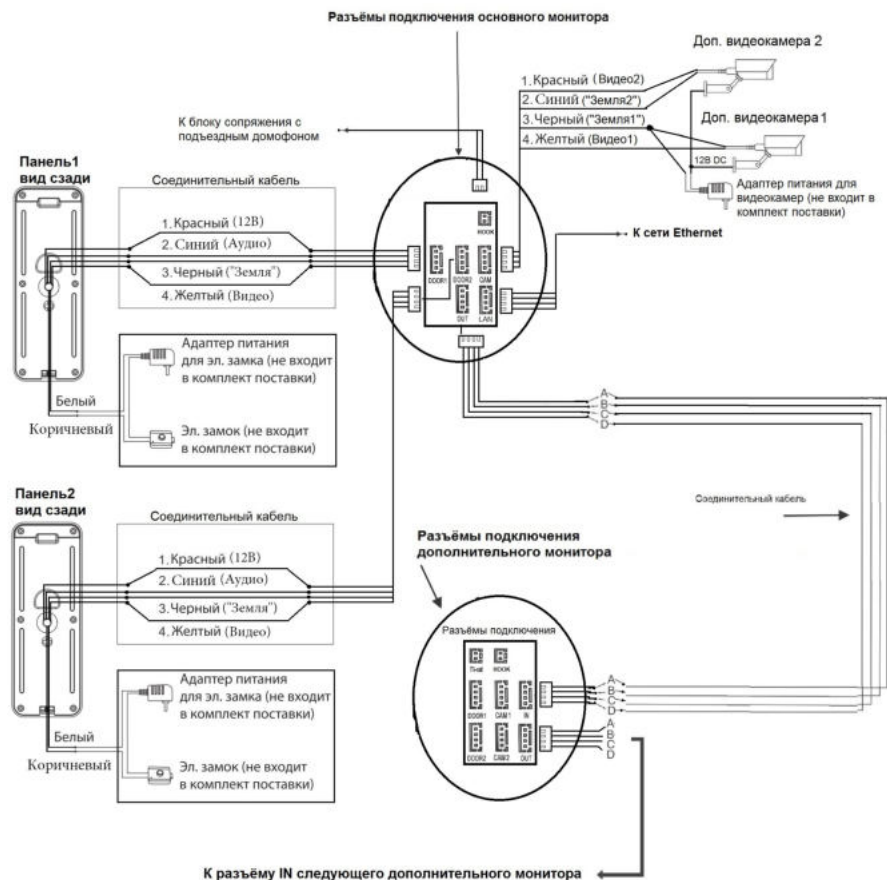 Разъёмы подключения основного монитора
Доп. видеокамера 2
1. Красный (Видео2)
2. Синий ("Земля2")
3. Черный ("Земля1")
4. Желтый (Видео1)
Доп. видеокамера 1
12В DC
Адаптер питания для
видеокамер (не входит в
комплект поставки)
К блоку сопряжения с
подъездным домофоном
К сети Ethernet
Панель1
вид сзади
Соединительный кабель
1. Красный (12В)
2. Синий (Аудио)
3. Черный ("Земля")
4. Желтый (Видео)
HOOK
DOOR1
DOOR2
CAM
OUT
LAN
Адаптер питания
для эл. замка (не входит
в комплект поставки)
Белый
Коричневый
Эл. замок (не входит
в комплект поставки)
A
B
C
D
Соединительный кабель
Панель2
вид сзади
Соединительный кабель
1. Красный (12В)
2. Синий (Аудио)
3. Черный ("Земля")
4. Желтый (Видео)
Адаптер питания
для эл. замка (не входит
в комплект поставки)
Белый
Коричневый
Эл. замок (не входит
в комплект поставки)
Разъёмы подключения
дополнительного монитора
Разъёмы подключения
HOOK
DOOR1
CAM1
IN
DOOR2
CAM2
OUT
A
B
C
D
A
B
C
D
К разъёму IN следующего дополнительного монитора